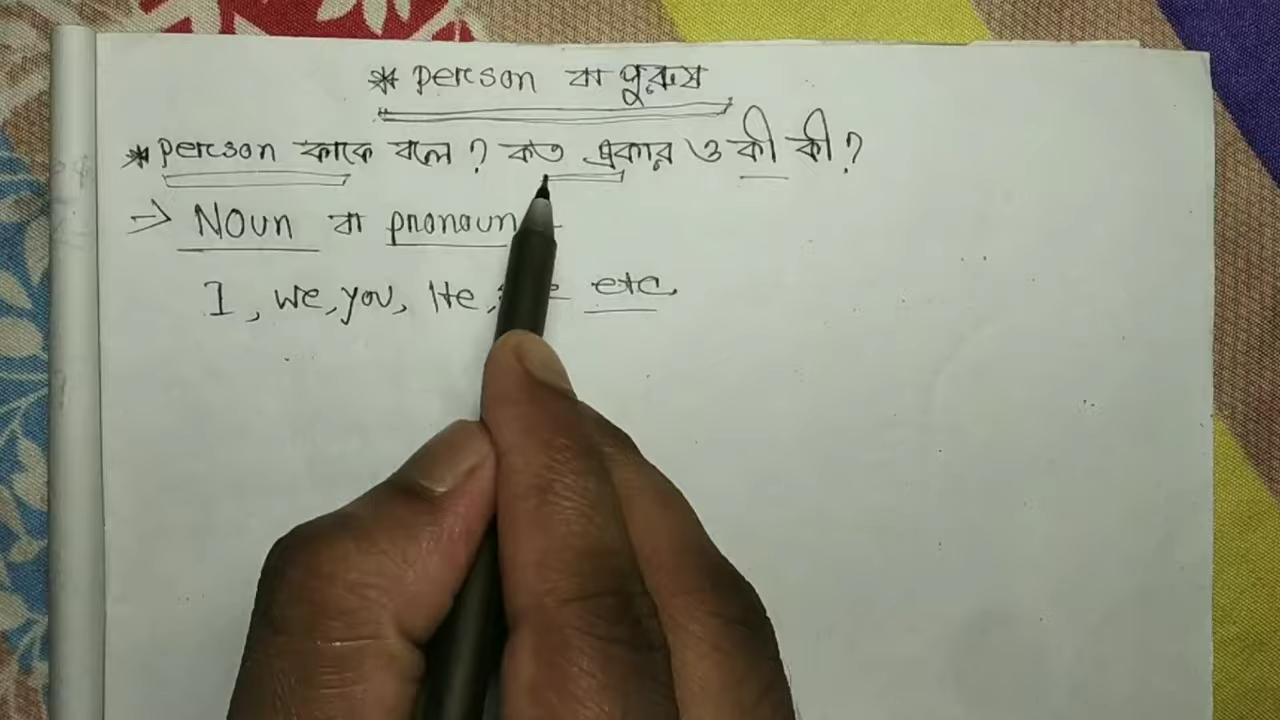 * person বা পুরুষ
* person কাকে বলে ? কত প্রকার ও কী কী ?
→ Noun বা pronoun
I, we, you, He, etc.